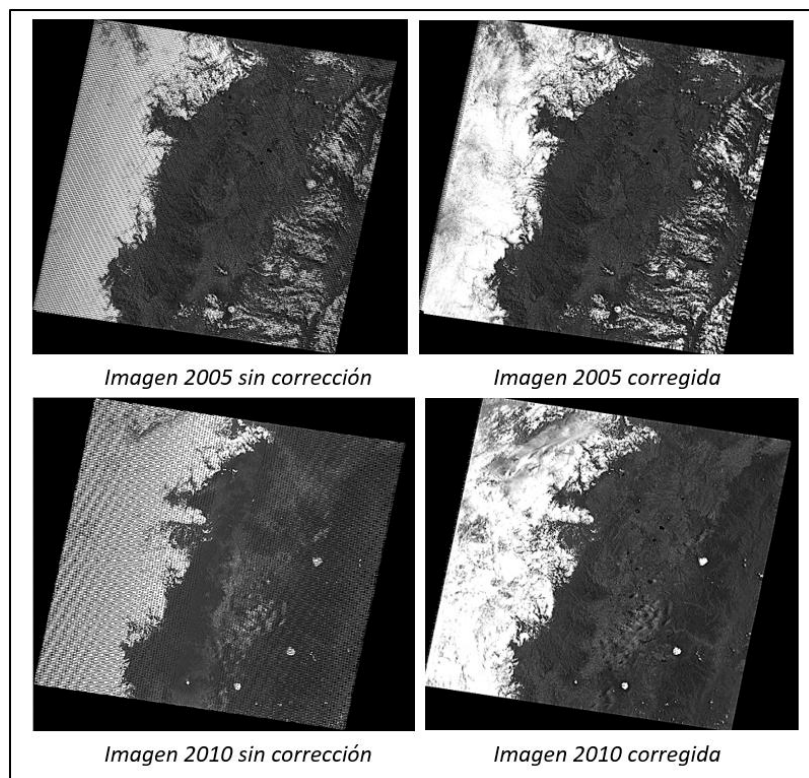 Imagen 2005 sin corrección
Imagen 2005 corregida
Imagen 2010 sin corrección
Imagen 2010 corregida